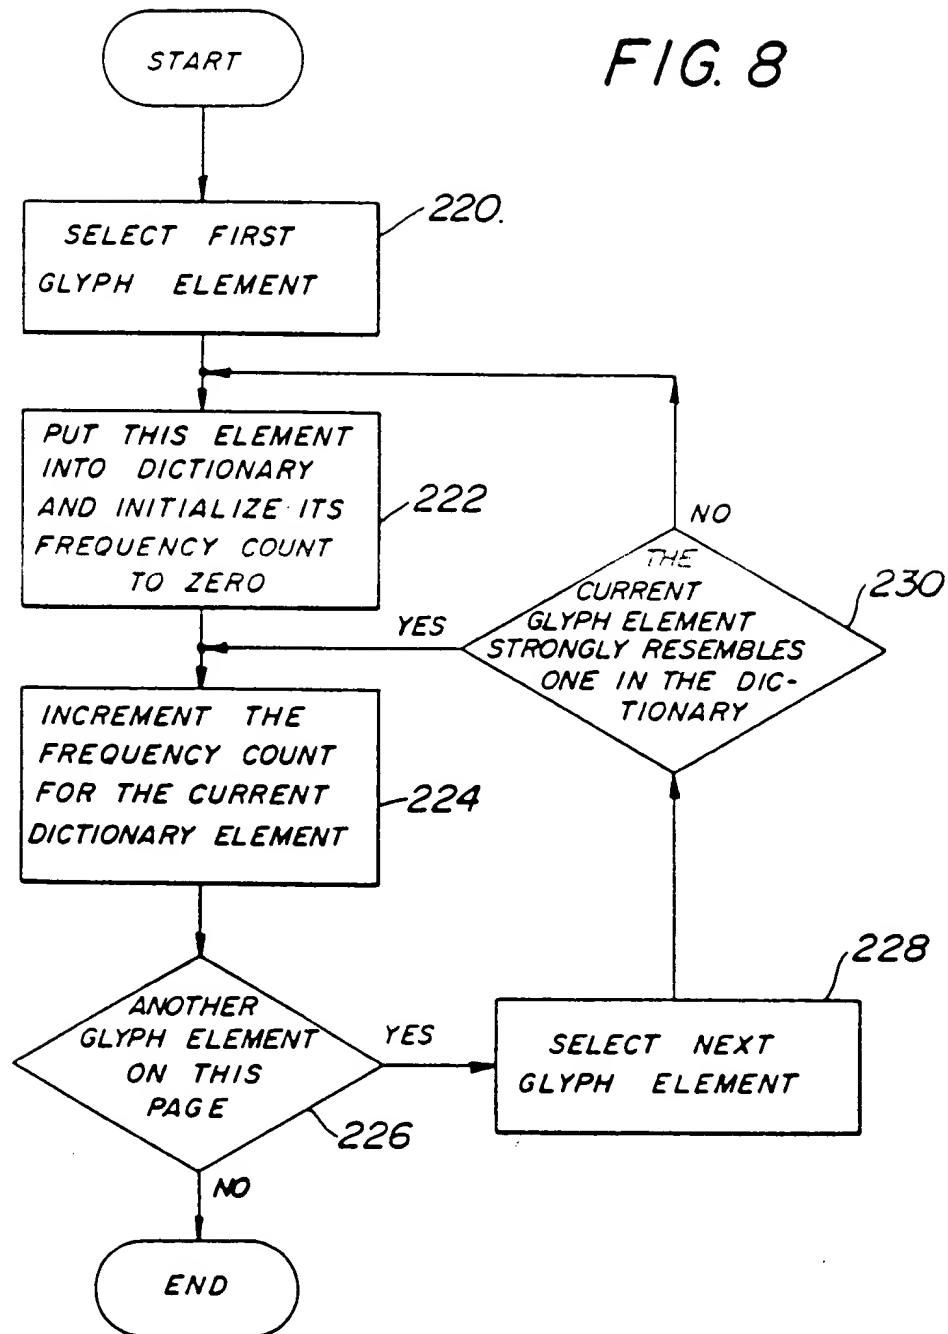 FIG. 8
START
220.
SELECT FIRST
GLYPH ELEMENT
PUT THIS ELEMENT
INTO DICTIONARY
AND INITIALIZE ITS
FREQUENCY COUNT
TO ZERO
222
NO
THE
CURRENT
GLYPH ELEMENT
STRONGLY RESEMBLES
ONE IN THE DIC-
TIONARY
230
YES
INCREMENT THE
FREQUENCY COUNT
FOR THE CURRENT
DICTIONARY ELEMENT
224
ANOTHER
GLYPH ELEMENT
ON THIS
PAGE
226
YES
228
SELECT NEXT
GLYPH ELEMENT
NO
END